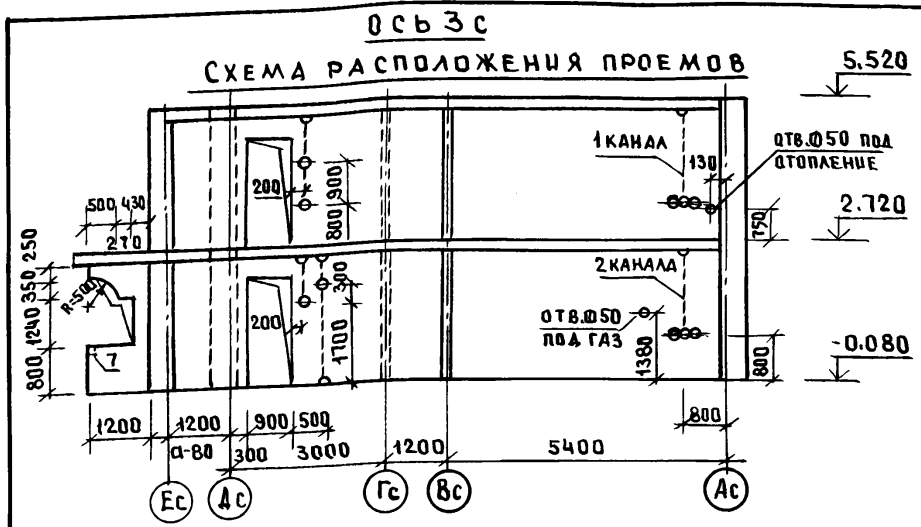 ОСЬ 3С
СХЕМА РАСПОЛОЖЕНИЯ ПРОЕМОВ
5.520
1 КАНАЛ
130
ОТВ.Ø50 ПОД
ОТОПЛЕНИЕ
200
900
800
500
430
270
750
2.720
250
350
R=500
1240
800
7
200
300
1700
2 КАНАЛА
ОТВ.Ø50
ПОД ГАЗ
1380
800
-0.080
1200
1200
900
500
800
а-80
300
3000
1200
5400
Ес
Дс
Гс
Вс
Ас